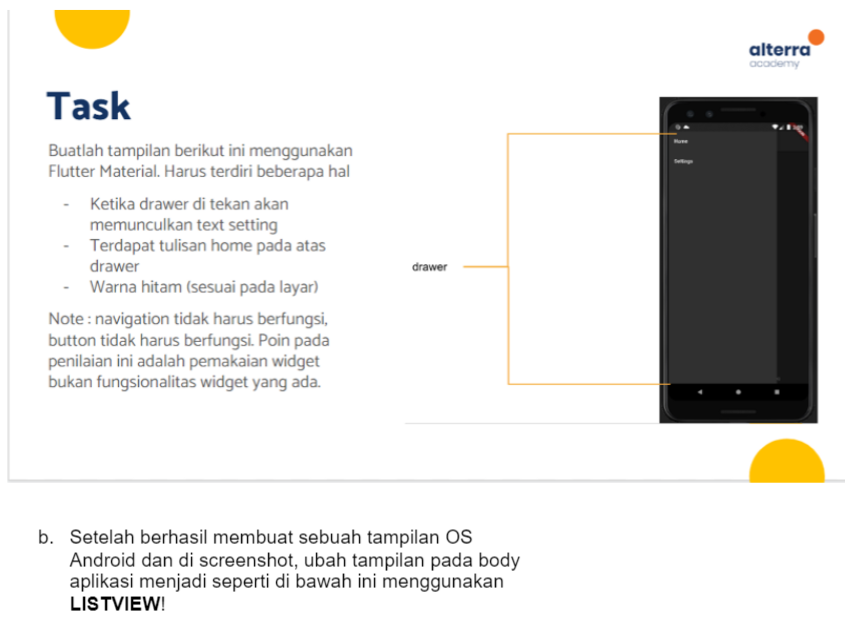 alterra
academy
Task
Buatlah tampilan berikut ini menggunakan
Flutter Material. Harus terdiri beberapa hal
- Ketika drawer di tekan akan
memunculkan text setting
- Terdapat tulisan home pada atas
drawer
- Warna hitam (sesuai pada layar)
Note : navigation tidak harus berfungsi,
button tidak harus berfungsi. Poin pada
penilaian ini adalah pemakaian widget
bukan fungsionalitas widget yang ada.
drawer
Home
Settings
b. Setelah berhasil membuat sebuah tampilan OS
Android dan di screenshot, ubah tampilan pada body
aplikasi menjadi seperti di bawah ini menggunakan
LISTVIEW!